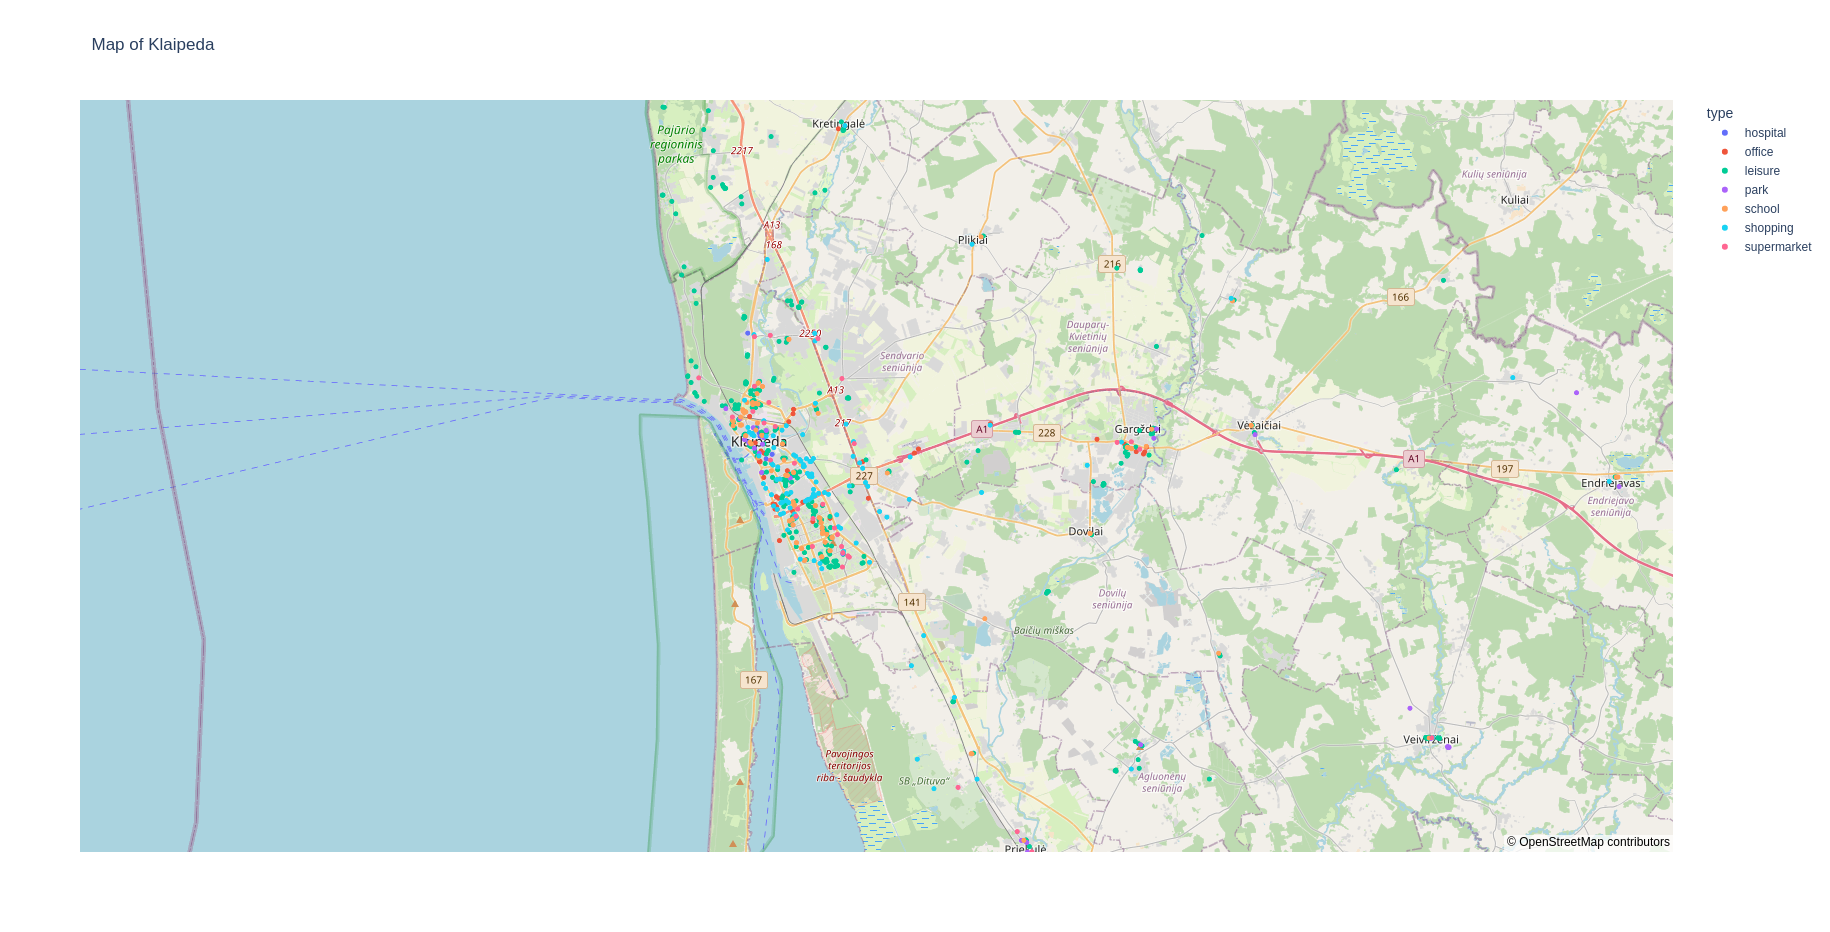 Map of Klaipeda
type
hospital
office
leisure
park
school
shopping
supermarket
Kretingalė
Pajūrio
regioninis
parkas
2217
Kulių seniūnija
Kuliai
A13
168
Plikiai
216
166
2250
Dauparų-
Kvietinių
seniūnija
Sendvario
seniūnija
A13
217
A1
228
Gargždai
Vėžaičiai
Klaipėda
A1
197
227
Endriejavas
Endriejavo
seniūnija
Dovilai
141
Dovilų
seniūnija
Baičių miškas
167
Veiviržėnai
Pavojingos
teritorijos
riba - šaudykla
SB „Dituva“
Agluonėnų
seniūnija
Priekulė
© OpenStreetMap contributors